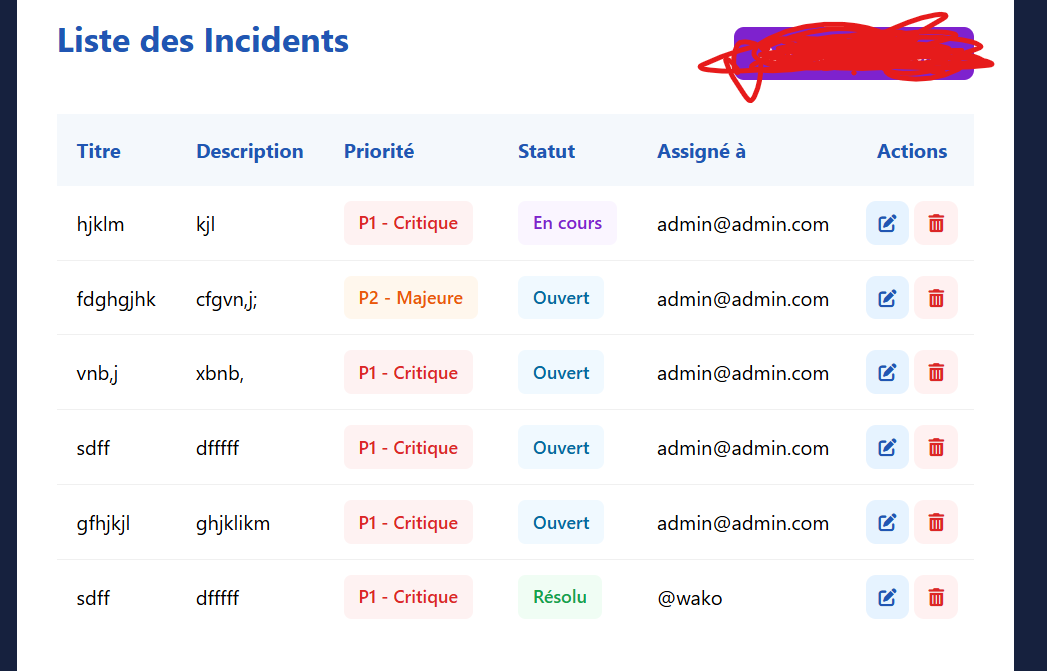 Liste des Incidents
Titre Description Priorité Statut Assigné à Actions
hjklm kjl P1 - Critique En cours admin@admin.com
fdghgjhk cfgvn,j; P2 - Majeure Ouvert admin@admin.com
vnb,j xbnb, P1 - Critique Ouvert admin@admin.com
sdff dfffff P1 - Critique Ouvert admin@admin.com
gfhjkjl ghjklikm P1 - Critique Ouvert admin@admin.com
sdff dfffff P1 - Critique Résolu @wako